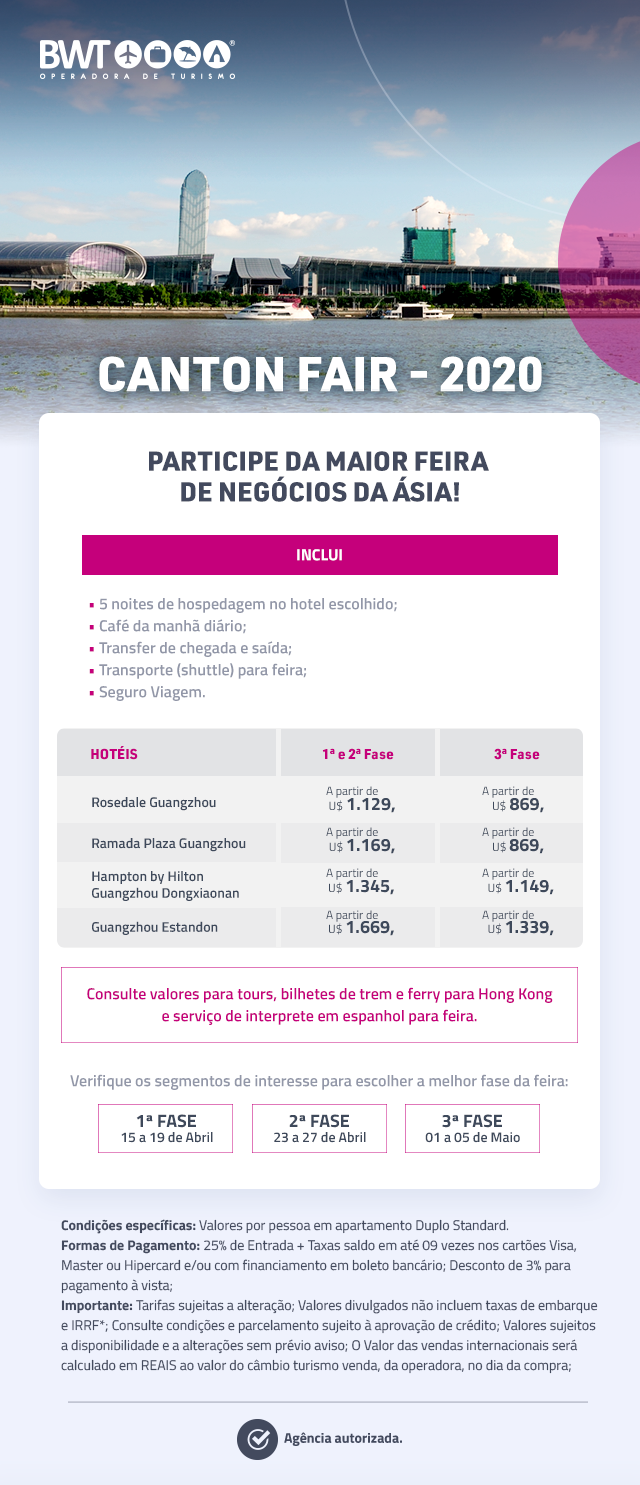 BWT
OPERADORA DE TURISMO
CANTON FAIR - 2020
PARTICIPE DA MAIOR FEIRA
DE NEGÓCIOS DA ÁSIA!
INCLUI
▪ 5 noites de hospedagem no hotel escolhido;
▪ Café da manhã diário;
▪ Transfer de chegada e saída;
▪ Transporte (shuttle) para feira;
▪ Seguro Viagem.
HOTÉIS 1ª e 2ª Fase 3ª Fase
Rosedale Guangzhou A partir de U$ 1.129, A partir de U$ 869,
Ramada Plaza Guangzhou A partir de U$ 1.169, A partir de U$ 869,
Hampton by Hilton
Guangzhou Dongxiaonan A partir de U$ 1.345, A partir de U$ 1.149,
Guangzhou Estandon A partir de U$ 1.669, A partir de U$ 1.339,
Consulte valores para tours, bilhetes de trem e ferry para Hong Kong
e serviço de interprete em espanhol para feira.
Verifique os segmentos de interesse para escolher a melhor fase da feira:
1ª FASE 2ª FASE 3ª FASE
15 a 19 de Abril 23 a 27 de Abril 01 a 05 de Maio
Condições específicas: Valores por pessoa em apartamento Duplo Standard.
Formas de Pagamento: 25% de Entrada + Taxas saldo em até 09 vezes nos cartões Visa,
Master ou Hipercard e/ou com financiamento em boleto bancário; Desconto de 3% para
pagamento à vista;
Importante: Tarifas sujeitas a alteração; Valores divulgados não incluem taxas de embarque
e IRRF*; Consulte condições e parcelamento sujeito à aprovação de crédito; Valores sujeitos
a disponibilidade e a alterações sem prévio aviso; O Valor das vendas internacionais será
calculado em REAIS ao valor do câmbio turismo venda, da operadora, no dia da compra;
Agência autorizada.